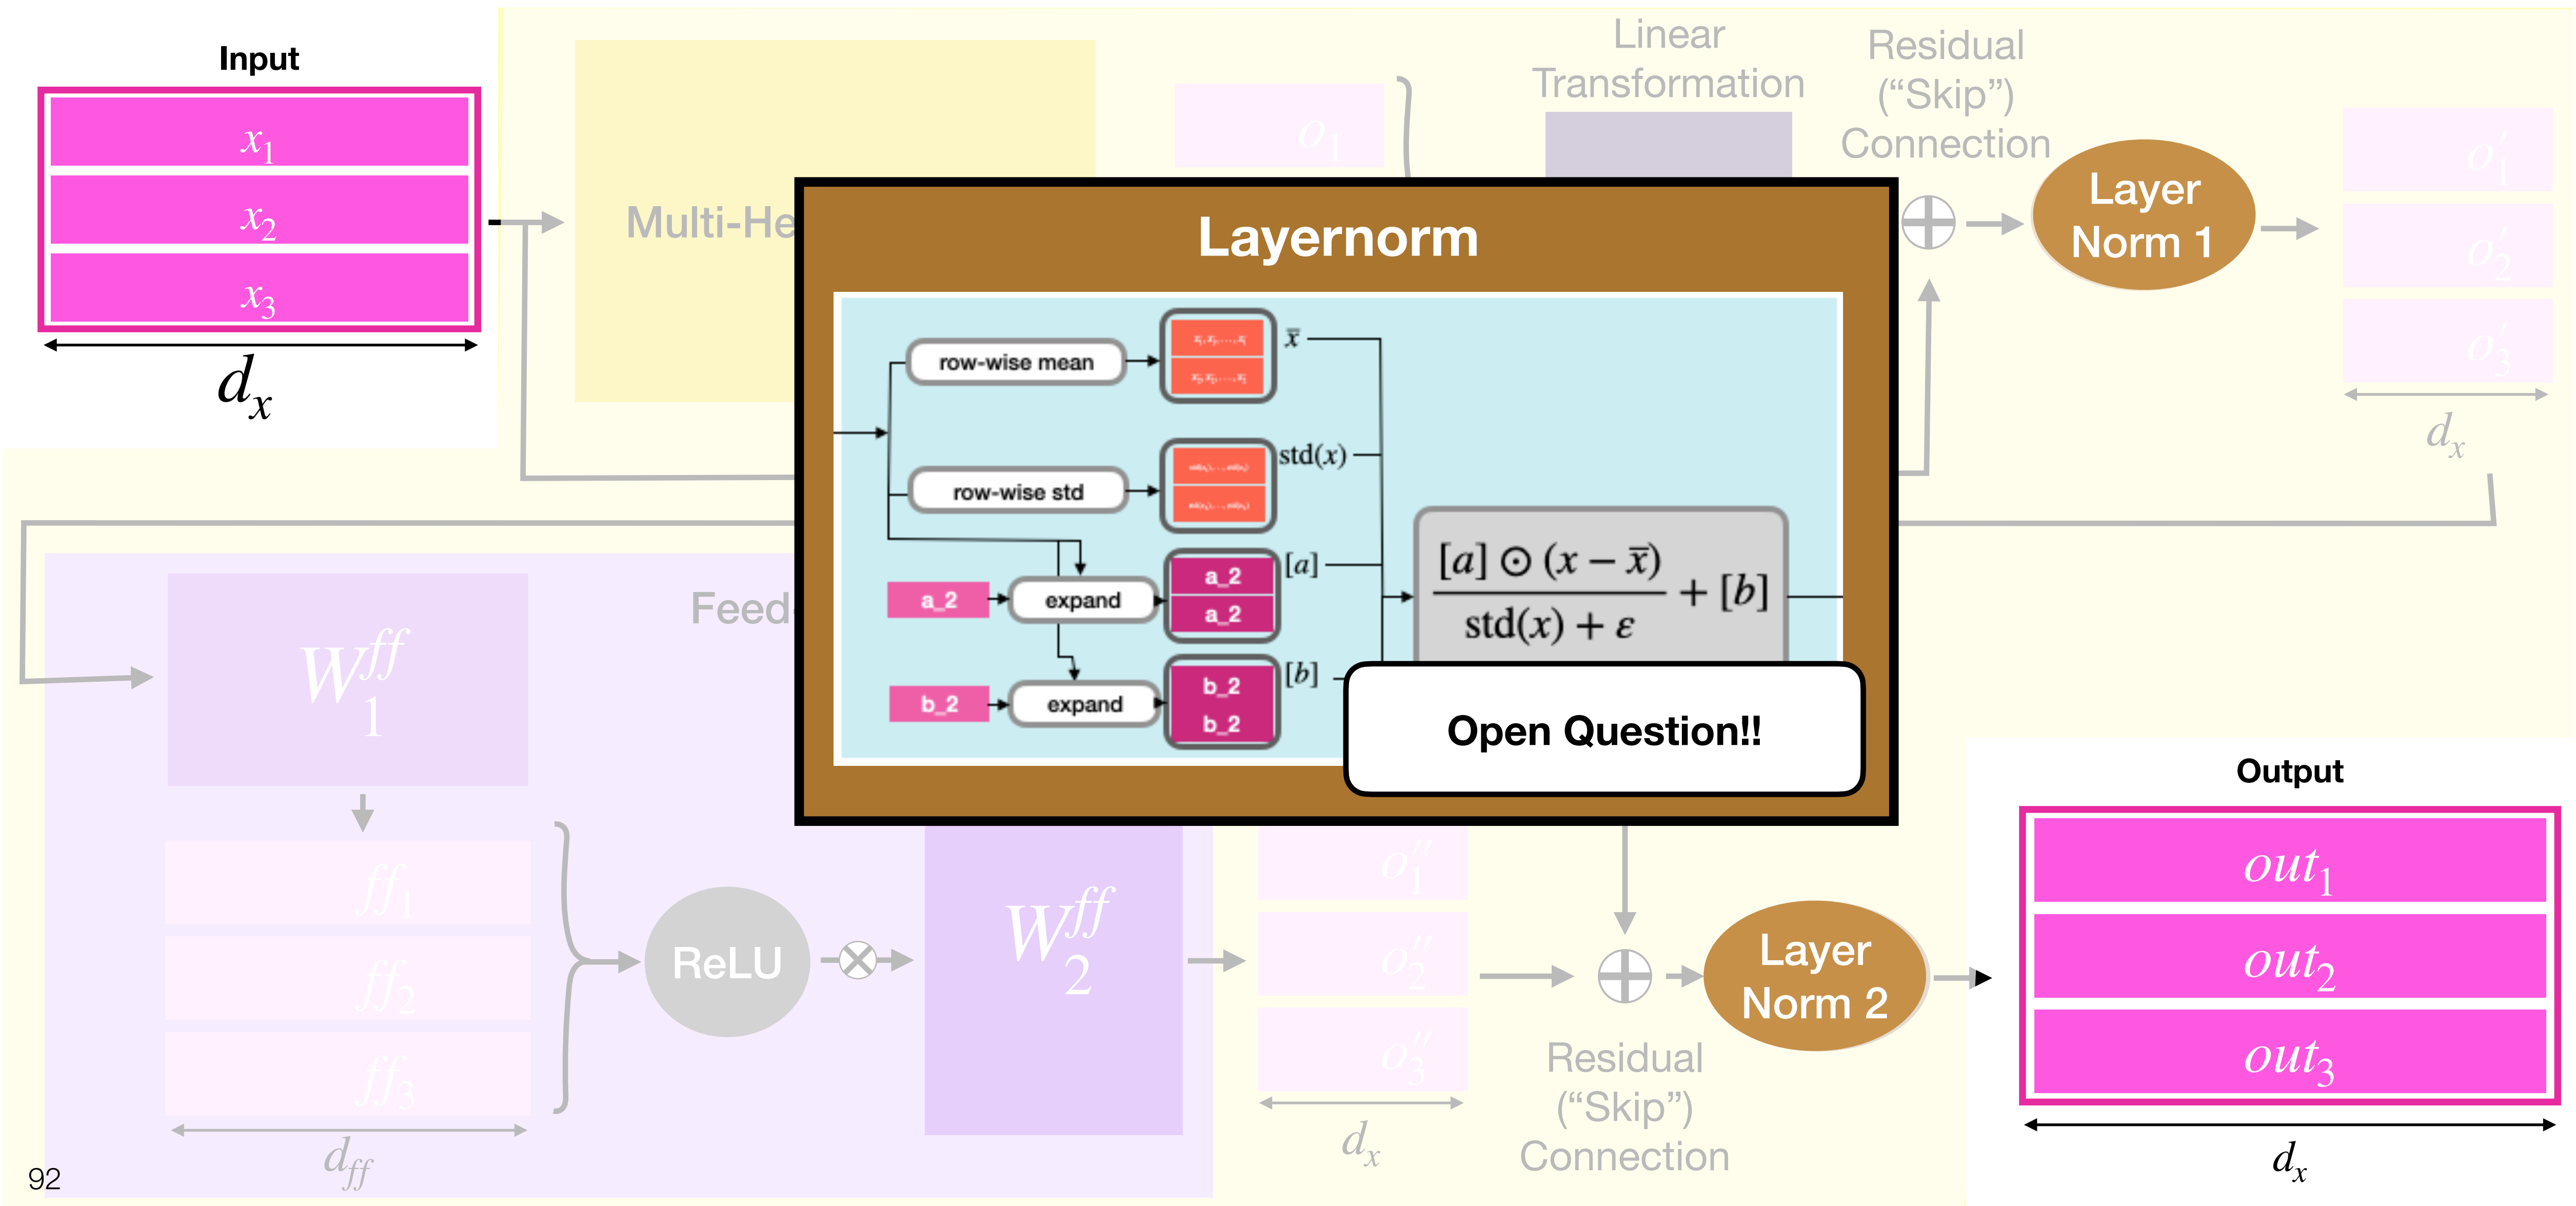 Input
x1
x2
x3
dx
Multi-He
o1
Linear
Transformation
Residual
(“Skip”)
Connection
Layer
Norm 1
o′1
o′2
o′3
dx
Layernorm
row-wise mean
x̅
row-wise std
std(x)
a_2
expand
a_2
a_2
[a]
b_2
expand
b_2
b_2
[b]
[a] ⊙ (x − x̅)
std(x) + ε
+ [b]
Open Question!!
Feed
W1ff
ff1
ff2
ff3
dff
ReLU
W2ff
o′′1
o′′2
o′′3
dx
Residual
(“Skip”)
Connection
Layer
Norm 2
Output
out1
out2
out3
dx
92